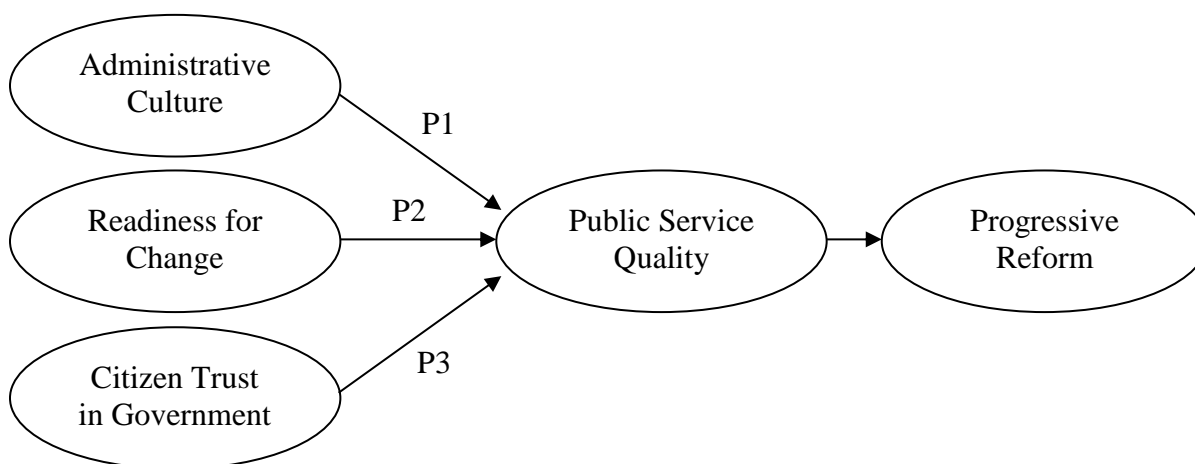 Administrative
Culture
P1
Readiness for
Change
P2
Public Service
Quality
Progressive
Reform
Citizen Trust
in Government
P3